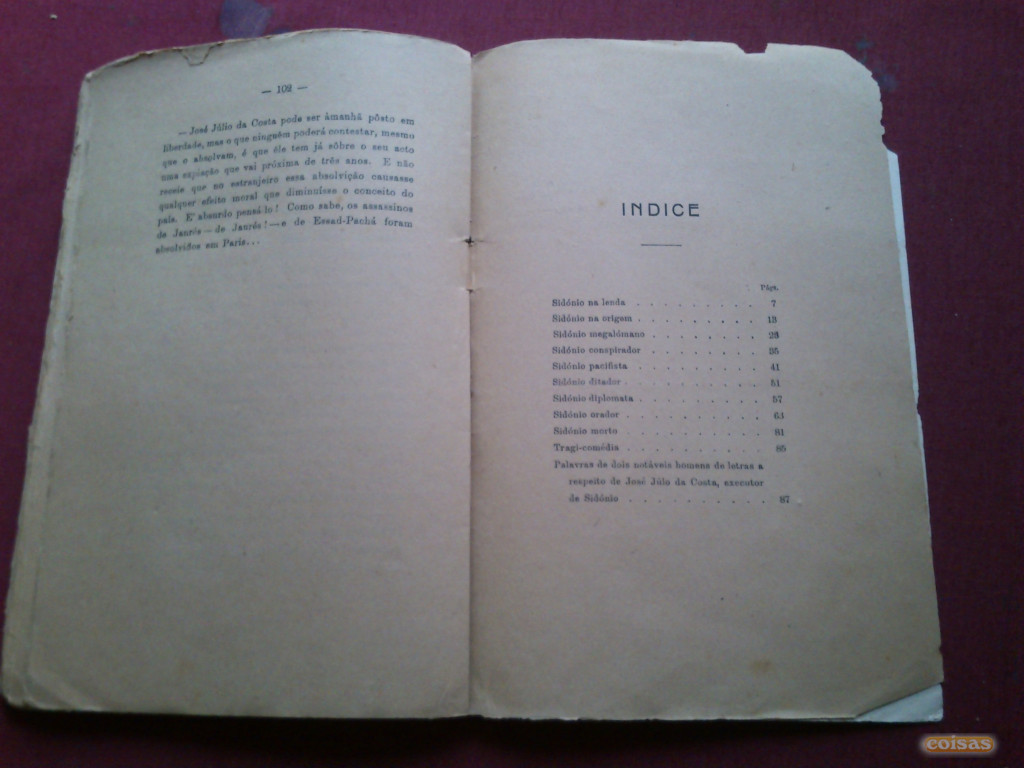 — 102 —
— José Júlio da Costa pode ser àmanhã pôsto em
liberdade, mas o que ninguém poderá contestar, mesmo
que o absolvam, é que êle tem já sôbre o seu acto
uma expiação que vai próxima de três anos. E não
receie que no estranjeiro essa absolvição causasse
qualquer efeito moral que diminuísse o conceito do
país. E' absurdo pensá-lo! Como sabe, os assassinos
de Jaurés — de Jaurés! — e de Essad-Pachá foram
absolvidos em Paris...
INDICE
Págs.
Sidónio na lenda . . . . . . . . . 7
Sidónio na origem . . . . . . . . . 13
Sidónio megalómano . . . . . . . . 23
Sidónio conspirador . . . . . . . . 35
Sidónio pacifista . . . . . . . . . 41
Sidónio ditador . . . . . . . . . 51
Sidónio diplomata . . . . . . . . . 57
Sidónio orador . . . . . . . . . . 63
Sidónio morto . . . . . . . . . . 81
Tragi-comédia . . . . . . . . . . 85
Palavras de dois notáveis homens de letras a
respeito de José Júlo da Costa, executor
de Sidónio . . . . . . . . . . 87
coisas